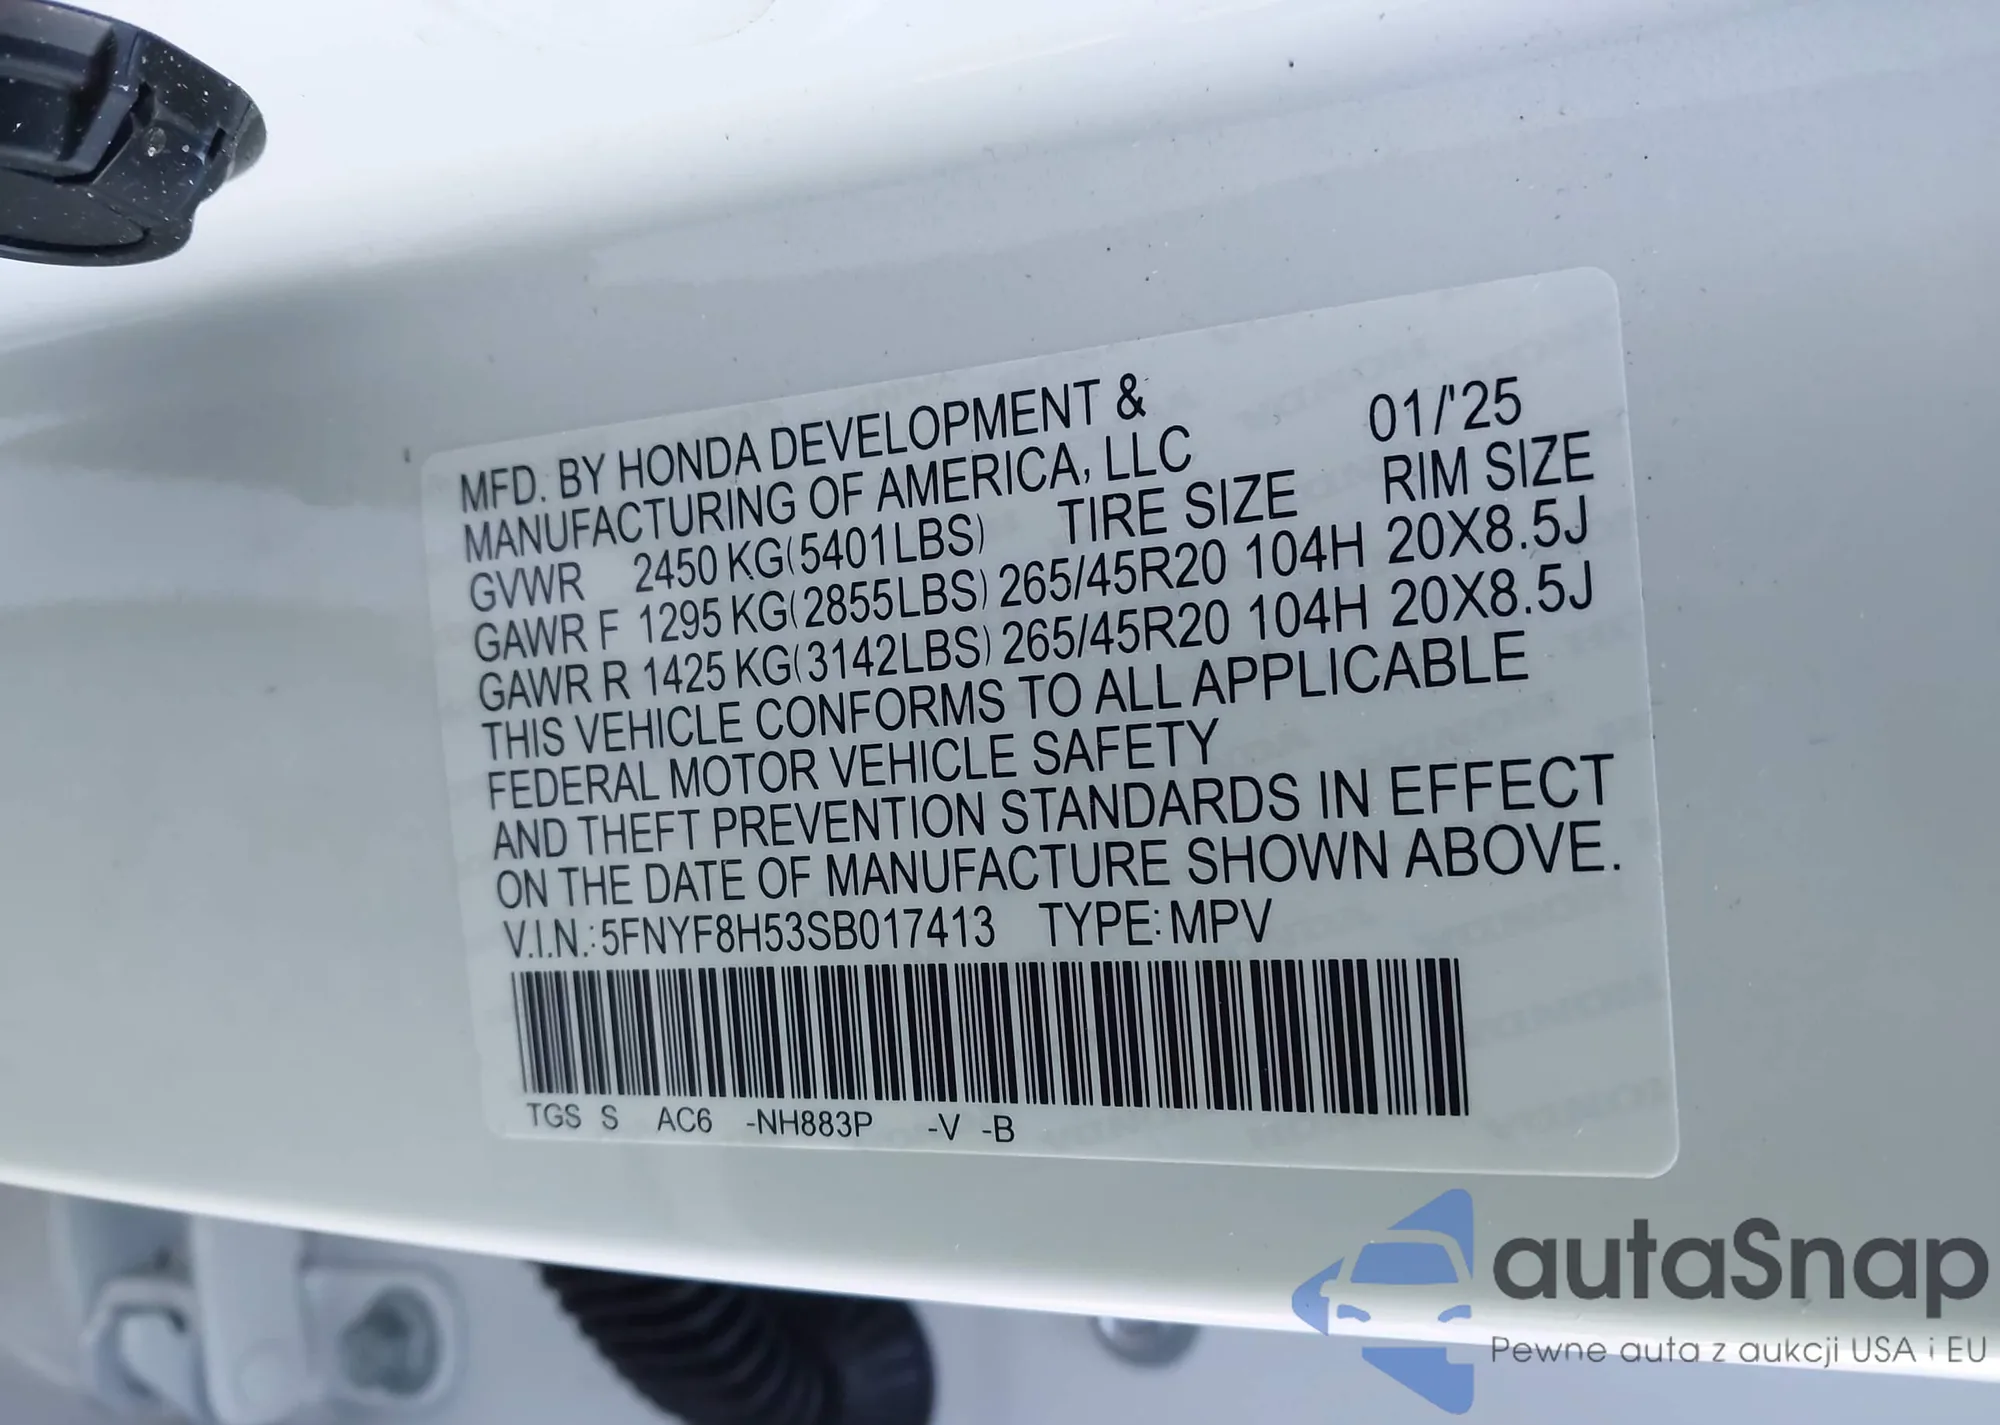 MFD. BY HONDA DEVELOPMENT & 01/'25
MANUFACTURING OF AMERICA, LLC
GVWR 2450 KG(5401LBS) TIRE SIZE RIM SIZE
GAWR F 1295 KG(2855LBS) 265/45R20 104H 20X8.5J
GAWR R 1425 KG(3142LBS) 265/45R20 104H 20X8.5J
THIS VEHICLE CONFORMS TO ALL APPLICABLE
FEDERAL MOTOR VEHICLE SAFETY
AND THEFT PREVENTION STANDARDS IN EFFECT
ON THE DATE OF MANUFACTURE SHOWN ABOVE.
V.I.N.:5FNYF8H53SB017413 TYPE:MPV
TGS S AC6 -NH883P -V -B
autaSnap
Pewne auta z aukcji USA i EU